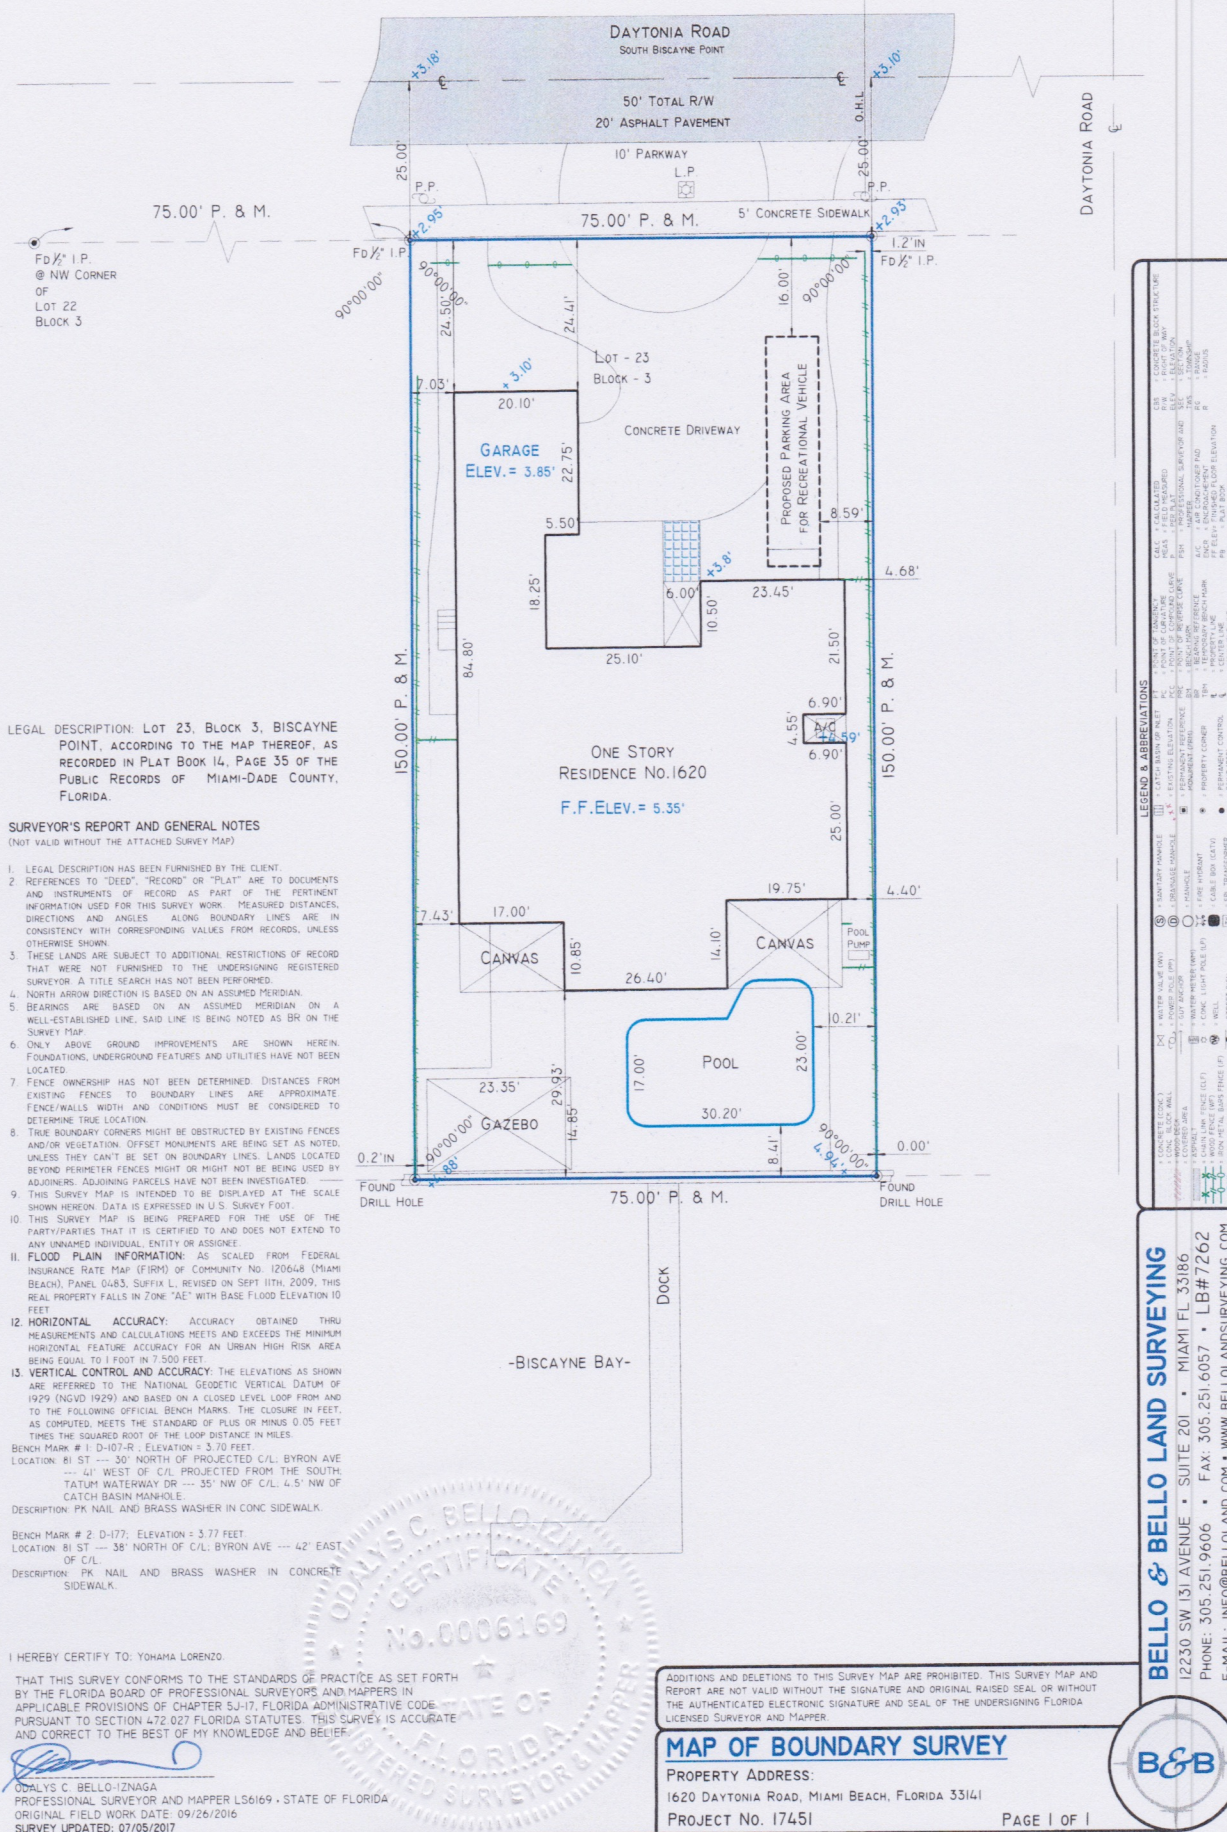 DAYTONIA ROAD
SOUTH BISCAYNE POINT
+3.18'
+3.10'
50' TOTAL R/W
20' ASPHALT PAVEMENT
O.H.L.
DAYTONIA ROAD
25.00'
25.00'
10' PARKWAY
L.P.
P.P.
P.P.
75.00' P. & M.
75.00' P. & M.
5' CONCRETE SIDEWALK
+2.95'
+2.93'
FD ½" I.P.
@ NW CORNER
OF
LOT 22
BLOCK 3
FD ½" I.P.
1.2'IN
FD ½" I.P.
90°00'00"
90°00'00"
90°00'00"
24.50'
24.41'
16.00'
LOT - 23
BLOCK - 3
+ 3.10'
7.03'
20.10'
CONCRETE DRIVEWAY
PROPOSED PARKING AREA
FOR RECREATIONAL VEHICLE
GARAGE
ELEV.= 3.85'
22.75'
8.59'
5.50'
+3.8'
4.68'
18.25'
6.00'
23.45'
10.50'
25.10'
84.80'
21.50'
150.00' P. & M.
150.00' P. & M.
6.90'
4.55'
A/C
+4.59'
6.90'
ONE STORY
RESIDENCE NO.1620
F.F.ELEV.= 5.35'
25.00'
19.75'
4.40'
7.43'
17.00'
CANVAS
10.85'
14.10'
CANVAS
POOL
PUMP
26.40'
10.21'
17.00'
POOL
23.00'
30.20'
29.93'
23.35'
GAZEBO
14.85'
8.41'
90°00'00"
90°00'00"
+4.88'
4.94'+
0.2'IN
0.00'
FOUND
DRILL HOLE
75.00' P. & M.
FOUND
DRILL HOLE
DOCK
-BISCAYNE BAY-
LEGAL DESCRIPTION: LOT 23, BLOCK 3, BISCAYNE
POINT, ACCORDING TO THE MAP THEREOF, AS
RECORDED IN PLAT BOOK 14, PAGE 35 OF THE
PUBLIC RECORDS OF MIAMI-DADE COUNTY,
FLORIDA.
SURVEYOR'S REPORT AND GENERAL NOTES
(NOT VALID WITHOUT THE ATTACHED SURVEY MAP)
1. LEGAL DESCRIPTION HAS BEEN FURNISHED BY THE CLIENT.
2. REFERENCES TO "DEED", "RECORD" OR "PLAT" ARE TO DOCUMENTS
AND INSTRUMENTS OF RECORD AS PART OF THE PERTINENT
INFORMATION USED FOR THIS SURVEY WORK. MEASURED DISTANCES,
DIRECTIONS AND ANGLES ALONG BOUNDARY LINES ARE IN
CONSISTENCY WITH CORRESPONDING VALUES FROM RECORDS, UNLESS
OTHERWISE SHOWN.
3. THESE LANDS ARE SUBJECT TO ADDITIONAL RESTRICTIONS OF RECORD
THAT WERE NOT FURNISHED TO THE UNDERSIGNING REGISTERED
SURVEYOR. A TITLE SEARCH HAS NOT BEEN PERFORMED.
4. NORTH ARROW DIRECTION IS BASED ON AN ASSUMED MERIDIAN.
5. BEARINGS ARE BASED ON AN ASSUMED MERIDIAN ON A
WELL-ESTABLISHED LINE, SAID LINE IS BEING NOTED AS BR ON THE
SURVEY MAP.
6. ONLY ABOVE GROUND IMPROVEMENTS ARE SHOWN HEREIN.
FOUNDATIONS, UNDERGROUND FEATURES AND UTILITIES HAVE NOT BEEN
LOCATED.
7. FENCE OWNERSHIP HAS NOT BEEN DETERMINED. DISTANCES FROM
EXISTING FENCES TO BOUNDARY LINES ARE APPROXIMATE.
FENCE/WALLS WIDTH AND CONDITIONS MUST BE CONSIDERED TO
DETERMINE TRUE LOCATION.
8. TRUE BOUNDARY CORNERS MIGHT BE OBSTRUCTED BY EXISTING FENCES
AND/OR VEGETATION. OFFSET MONUMENTS ARE BEING SET AS NOTED,
UNLESS THEY CAN'T BE SET ON BOUNDARY LINES. LANDS LOCATED
BEYOND PERIMETER FENCES MIGHT OR MIGHT NOT BE BEING USED BY
ADJOINERS. ADJOINING PARCELS HAVE NOT BEEN INVESTIGATED.
9. THIS SURVEY MAP IS INTENDED TO BE DISPLAYED AT THE SCALE
SHOWN HEREON. DATA IS EXPRESSED IN U.S. SURVEY FOOT.
10. THIS SURVEY MAP IS BEING PREPARED FOR THE USE OF THE
PARTY/PARTIES THAT IT IS CERTIFIED TO AND DOES NOT EXTEND TO
ANY UNNAMED INDIVIDUAL, ENTITY OR ASSIGNEE.
11. FLOOD PLAIN INFORMATION: AS SCALED FROM FEDERAL
INSURANCE RATE MAP (FIRM) OF COMMUNITY NO. 120648 (MIAMI
BEACH), PANEL 0483, SUFFIX L, REVISED ON SEPT 11TH, 2009, THIS
REAL PROPERTY FALLS IN ZONE "AE" WITH BASE FLOOD ELEVATION 10
FEET
12. HORIZONTAL ACCURACY: ACCURACY OBTAINED THRU
MEASUREMENTS AND CALCULATIONS MEETS AND EXCEEDS THE MINIMUM
HORIZONTAL FEATURE ACCURACY FOR AN URBAN HIGH RISK AREA
BEING EQUAL TO 1 FOOT IN 7,500 FEET.
13. VERTICAL CONTROL AND ACCURACY: THE ELEVATIONS AS SHOWN
ARE REFERRED TO THE NATIONAL GEODETIC VERTICAL DATUM OF
1929 (NGVD 1929) AND BASED ON A CLOSED LEVEL LOOP FROM AND
TO THE FOLLOWING OFFICIAL BENCH MARKS. THE CLOSURE IN FEET,
AS COMPUTED, MEETS THE STANDARD OF PLUS OR MINUS 0.05 FEET
TIMES THE SQUARED ROOT OF THE LOOP DISTANCE IN MILES.
BENCH MARK # 1: D-107-R , ELEVATION = 3.70 FEET.
LOCATION: 81 ST --- 30' NORTH OF PROJECTED C/L; BYRON AVE
--- 41' WEST OF C/L PROJECTED FROM THE SOUTH;
TATUM WATERWAY DR --- 35' NW OF C/L; 4.5' NW OF
CATCH BASIN MANHOLE.
DESCRIPTION: PK NAIL AND BRASS WASHER IN CONC SIDEWALK.
BENCH MARK # 2: D-177; ELEVATION = 3.77 FEET.
LOCATION: 81 ST --- 38' NORTH OF C/L; BYRON AVE --- 42' EAST
OF C/L.
DESCRIPTION: PK NAIL AND BRASS WASHER IN CONCRETE
SIDEWALK.
ODALYS C. BELLO-IZNAGA
CERTIFICATE
No.0006169
I HEREBY CERTIFY TO: YOHAMA LORENZO.
THAT THIS SURVEY CONFORMS TO THE STANDARDS OF PRACTICE AS SET FORTH
BY THE FLORIDA BOARD OF PROFESSIONAL SURVEYORS AND MAPPERS IN
APPLICABLE PROVISIONS OF CHAPTER 5J-17, FLORIDA ADMINISTRATIVE CODE
PURSUANT TO SECTION 472.027 FLORIDA STATUTES. THIS SURVEY IS ACCURATE
AND CORRECT TO THE BEST OF MY KNOWLEDGE AND BELIEF
ODALYS C. BELLO-IZNAGA
PROFESSIONAL SURVEYOR AND MAPPER LS6169 • STATE OF FLORIDA
ORIGINAL FIELD WORK DATE: 09/26/2016
SURVEY UPDATED: 07/05/2017
ADDITIONS AND DELETIONS TO THIS SURVEY MAP ARE PROHIBITED. THIS SURVEY MAP AND
REPORT ARE NOT VALID WITHOUT THE SIGNATURE AND ORIGINAL RAISED SEAL OR WITHOUT
THE AUTHENTICATED ELECTRONIC SIGNATURE AND SEAL OF THE UNDERSIGNING FLORIDA
LICENSED SURVEYOR AND MAPPER.
MAP OF BOUNDARY SURVEY
PROPERTY ADDRESS:
1620 DAYTONIA ROAD, MIAMI BEACH, FLORIDA 33141
PROJECT NO. 17451
PAGE 1 OF 1
B&B
LEGEND & ABBREVIATIONS
BELLO & BELLO LAND SURVEYING
12230 SW 131 AVENUE • SUITE 201 • MIAMI FL 33186
PHONE: 305.251.9606 • FAX: 305.251.6057 • LB#7262
E-MAIL: INFO@BELLOLAND.COM • WWW.BELLOLANDSURVEYING.COM